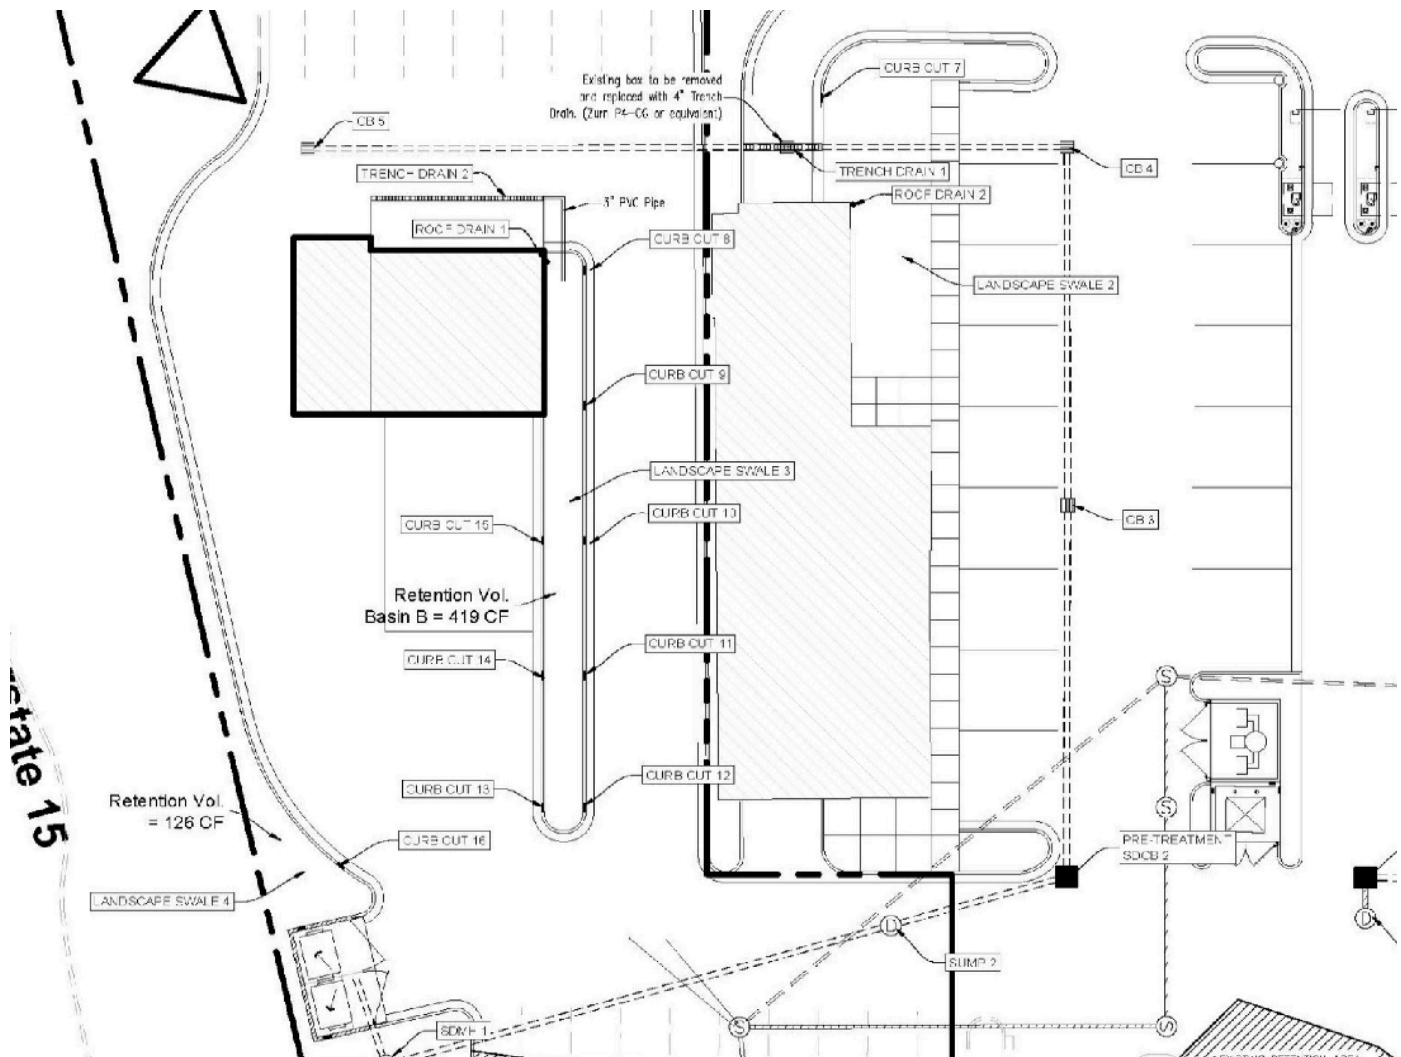 Existing box to be removed
and replaced with 4" Trench
Drain. (Zurn P4-CG or equivalent)
CURB CUT 7
CB 5
TRENCH DRAIN 1
CB 4
TRENCH DRAIN 2
3" PVC Pipe
ROOF DRAIN 2
ROOF DRAIN 1
CURB CUT 8
LANDSCAPE SWALE 2
CURB CUT 9
LANDSCAPE SWALE 3
CURB CUT 15
CURB CUT 10
CB 3
Retention Vol.
Basin B = 419 CF
CURB CUT 14
CURB CUT 11
S
state 15
CURB CUT 13
CURB CUT 12
Retention Vol.
= 126 CF
CURB CUT 16
S
PRE-TREATMENT
SDCB 2
LANDSCAPE SWALE 4
D
D
SUMP 2
SDMH 1
S
S